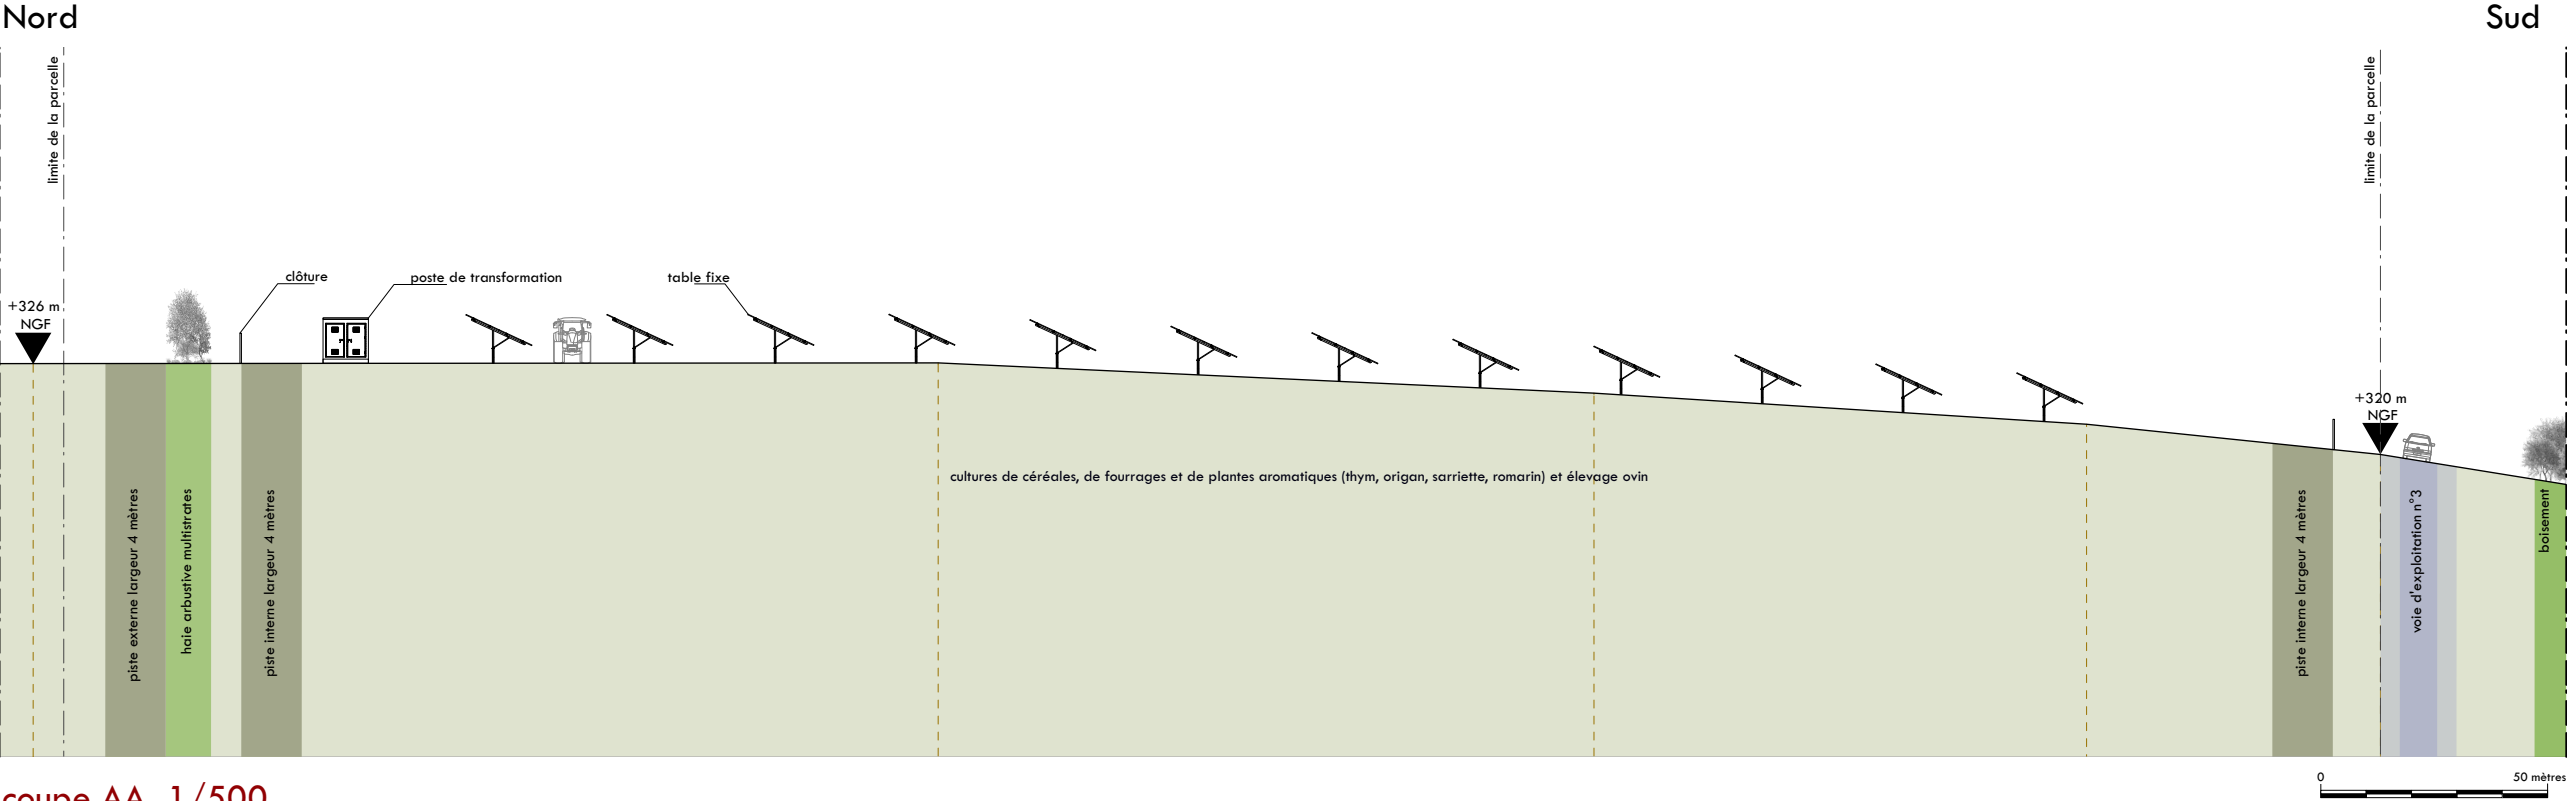 Nord
Sud
limite de la parcelle
limite de la parcelle
clôture
poste de transformation
table fixe
+326 m
NGF
+320 m
NGF
cultures de céréales, de fourrages et de plantes aromatiques (thym, origan, sarriette, romarin) et élevage ovin
piste externe largeur 4 mètres
haie arbustive multistrates
piste interne largeur 4 mètres
piste interne largeur 4 mètres
voie d'exploitation n°3
boisement
0
50 mètres
coupe AA 1/500